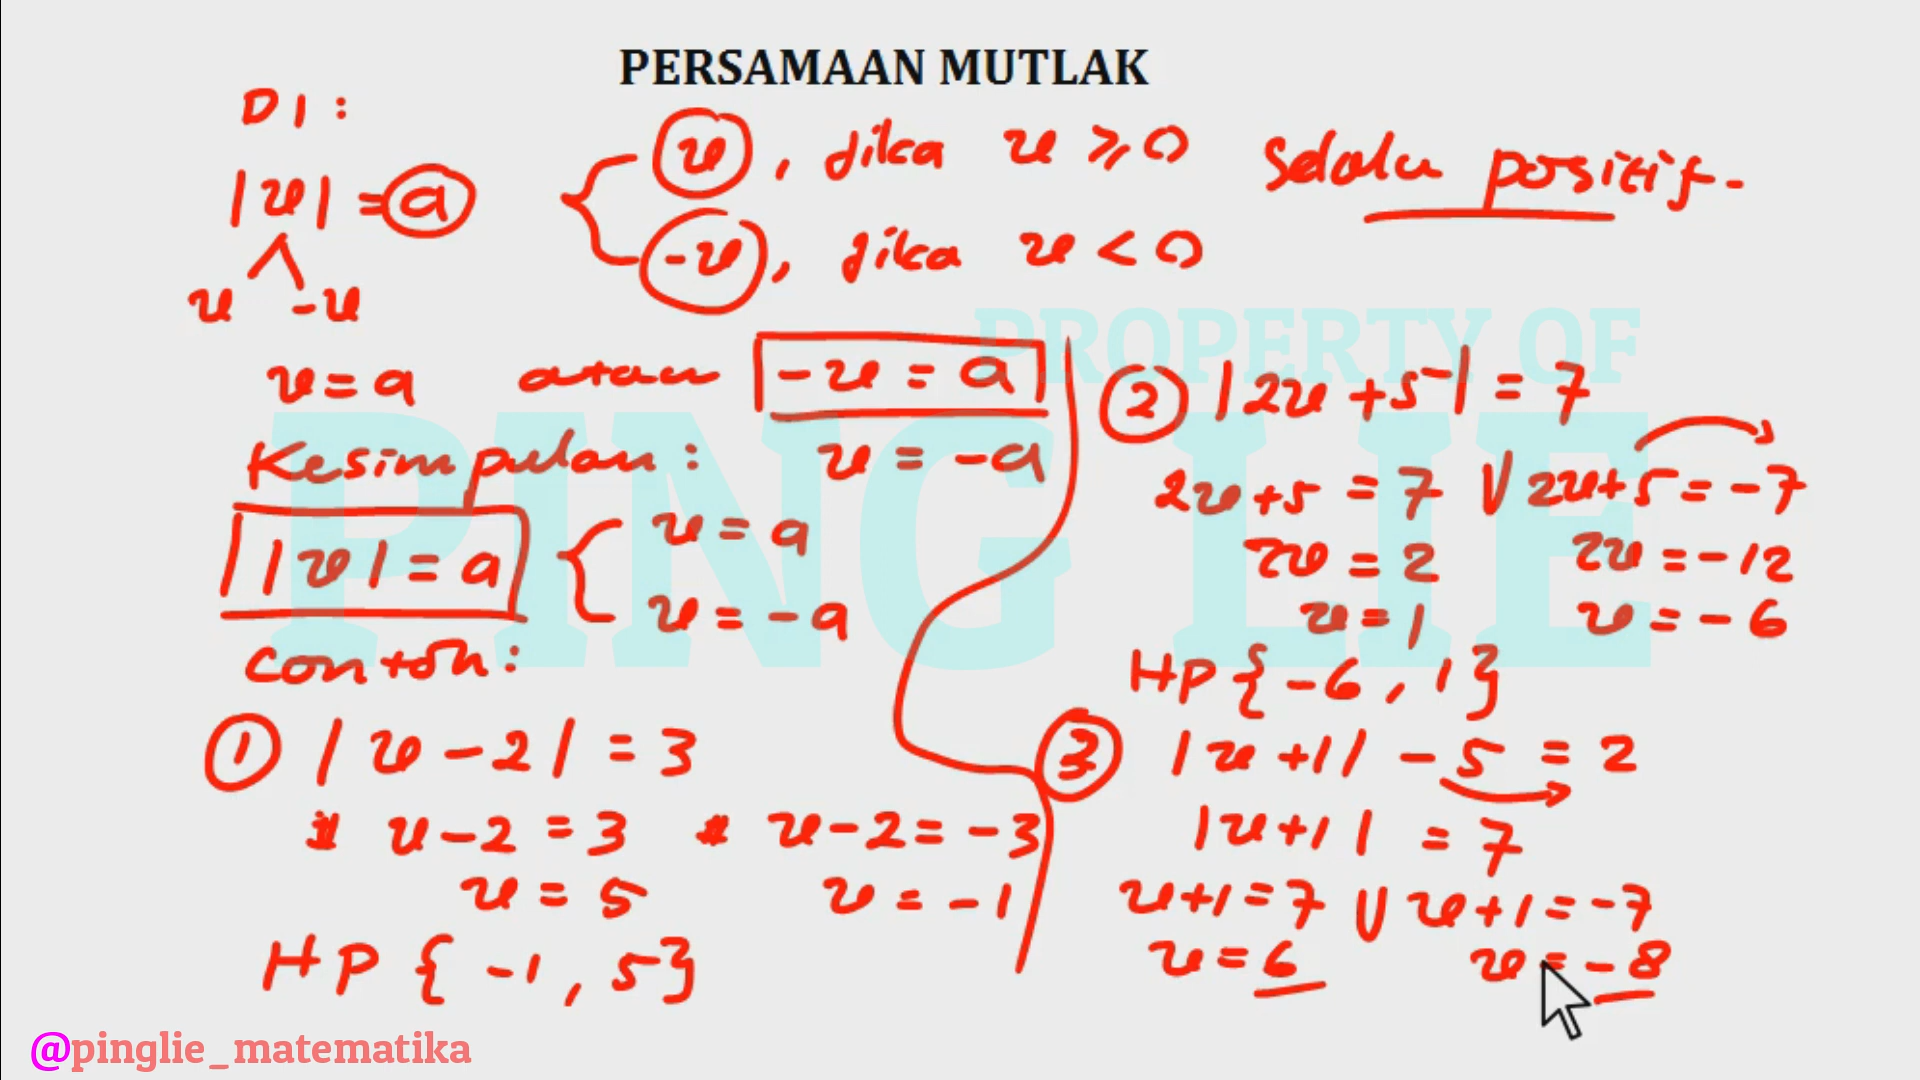 PERSAMAAN MUTLAK
D1 :
|x| = a { x , jika x ≥ 0 selalu positif.
-x , jika x < 0
x -x
x = a atau -x = a
Kesimpulan : x = -a
|x| = a { x = a
x = -a
Contoh :
① |x - 2| = 3
* x - 2 = 3 * x - 2 = -3
x = 5 x = -1
HP { -1 , 5 }
② |2x + 5| = 7
2x + 5 = 7 V 2x + 5 = -7
2x = 2 2x = -12
x = 1 x = -6
HP { -6 , 1 }
③ |x + 1| - 5 = 2
|x + 1| = 7
x + 1 = 7 V x + 1 = -7
x = 6 x = -8
PROPERTY OF
PING LIE
@pinglie_matematika